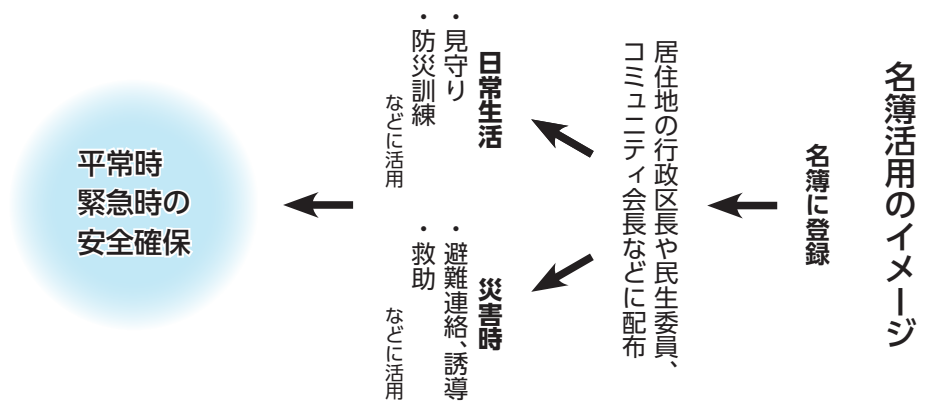 名簿活用のイメージ
名簿に登録
居住地の行政区長や民生委員、
コミュニティ会長などに配布
日常生活
・見守り
・防災訓練
などに活用
災害時
・避難連絡、誘導
・救助
などに活用
平常時
緊急時の
安全確保